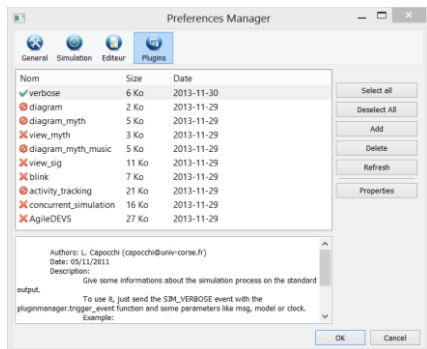 Preferences Manager
General Simulation Editeur Plugins
Nom Size Date
verbose 6 Ko 2013-11-30
diagram 2 Ko 2013-11-29
diagram_myth 5 Ko 2013-11-29
view_myth 3 Ko 2013-11-29
diagram_myth_music 5 Ko 2013-11-29
view_sig 11 Ko 2013-11-29
blink 7 Ko 2013-11-29
activity_tracking 21 Ko 2013-11-29
concurrent_simulation 16 Ko 2013-11-29
AgileDEVS 27 Ko 2013-11-29
Select all
Deselect All
Add
Delete
Refresh
Properties
Authors: L. Capocchi (capocchi@univ-corse.fr)
Date: 05/11/2011
Description:
Give some informations about the simulation process on the standard
output.
To use it, just send the SIM_VERBOSE event with the
pluginmanager.trigger_event function and some parameters like msg, model or clock.
Example:
OK Cancel